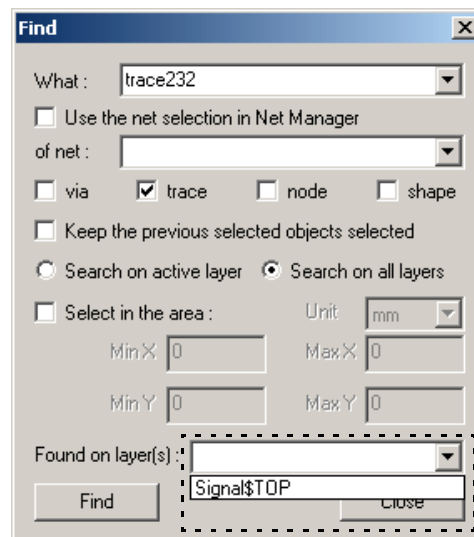 Find
What : trace232
Use the net selection in Net Manager
of net :
via trace node shape
Keep the previous selected objects selected
Search on active layer Search on all layers
Select in the area : Unit mm
Min X 0 Max X 0
Min Y 0 Max Y 0
Found on layer(s) :
Signal$TOP
Find Close